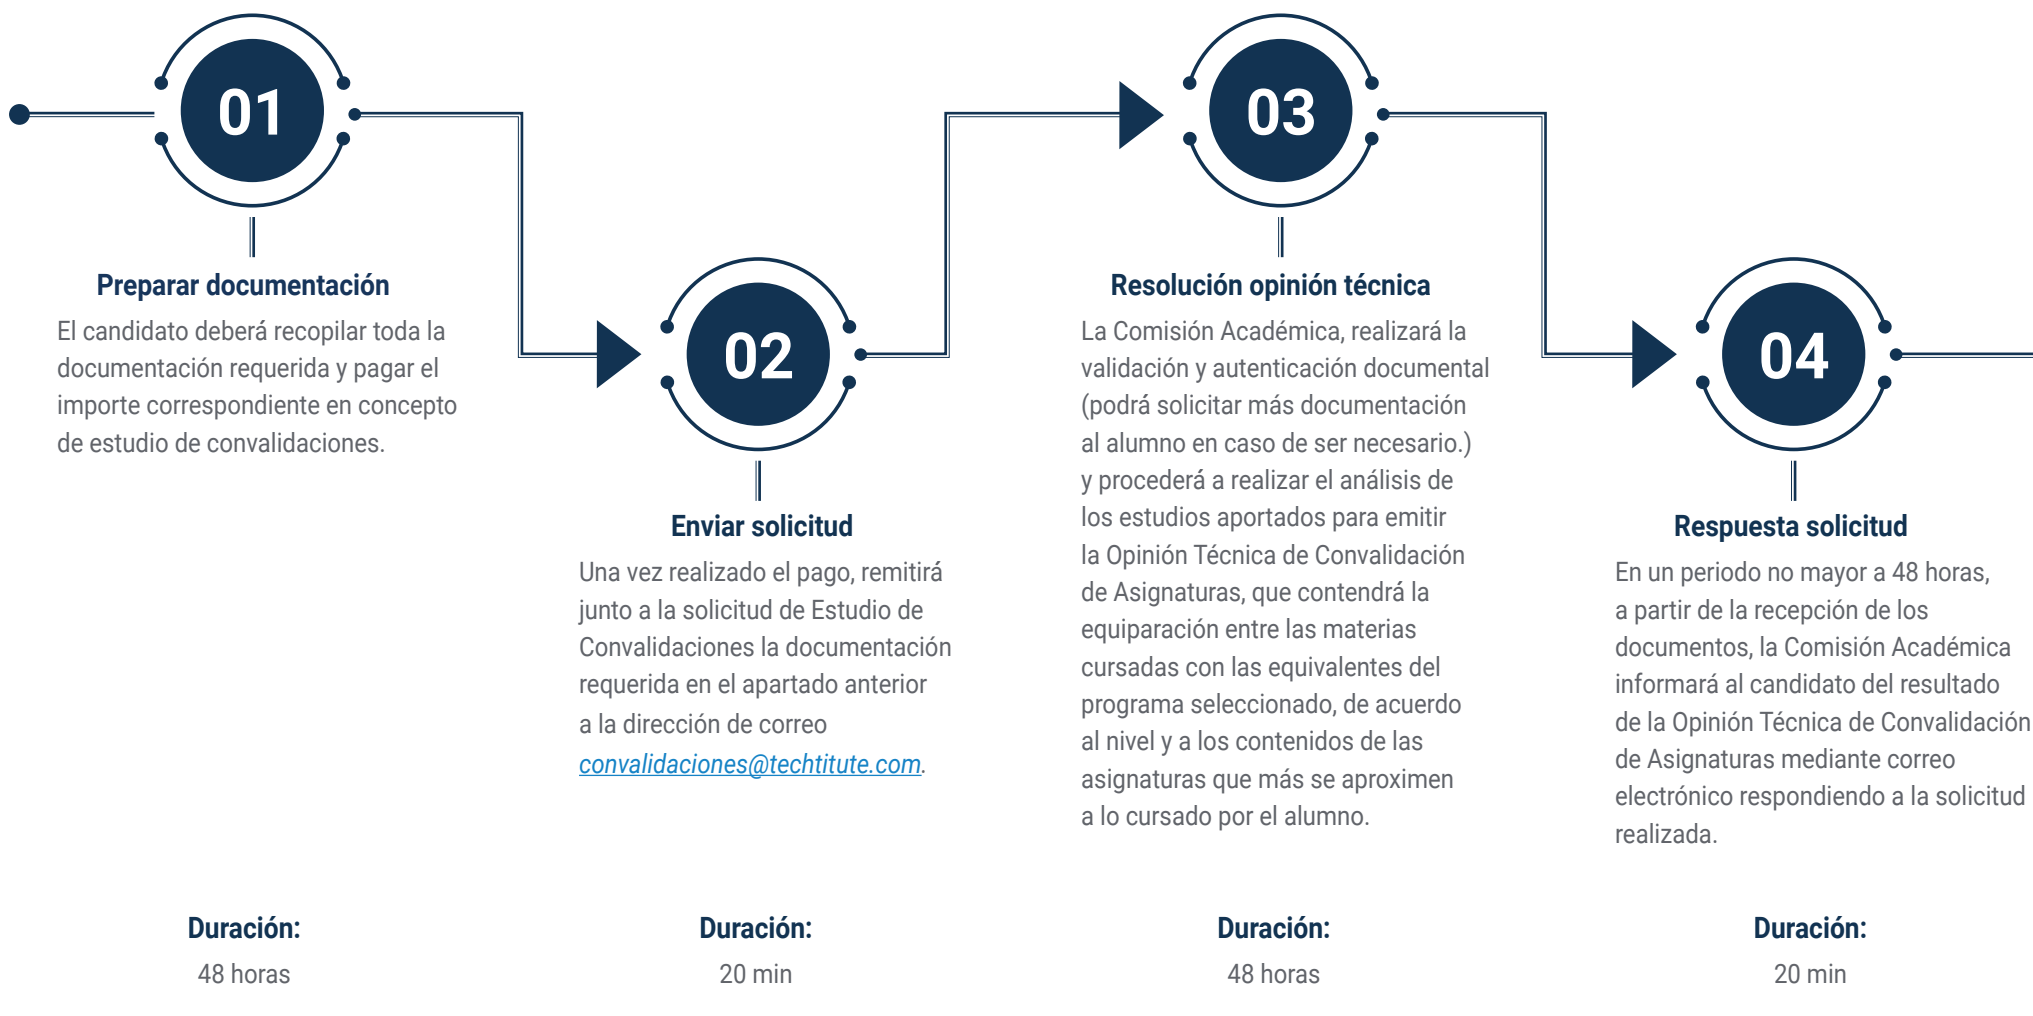 01
Preparar documentación
El candidato deberá recopilar toda la
documentación requerida y pagar el
importe correspondiente en concepto
de estudio de convalidaciones.
Duración:
48 horas
02
Enviar solicitud
Una vez realizado el pago, remitirá
junto a la solicitud de Estudio de
Convalidaciones la documentación
requerida en el apartado anterior
a la dirección de correo
convalidaciones@techtitute.com.
Duración:
20 min
03
Resolución opinión técnica
La Comisión Académica, realizará la
validación y autenticación documental
(podrá solicitar más documentación
al alumno en caso de ser necesario.)
y procederá a realizar el análisis de
los estudios aportados para emitir
la Opinión Técnica de Convalidación
de Asignaturas, que contendrá la
equiparación entre las materias
cursadas con las equivalentes del
programa seleccionado, de acuerdo
al nivel y a los contenidos de las
asignaturas que más se aproximen
a lo cursado por el alumno.
Duración:
48 horas
04
Respuesta solicitud
En un periodo no mayor a 48 horas,
a partir de la recepción de los
documentos, la Comisión Académica
informará al candidato del resultado
de la Opinión Técnica de Convalidación
de Asignaturas mediante correo
electrónico respondiendo a la solicitud
realizada.
Duración:
20 min